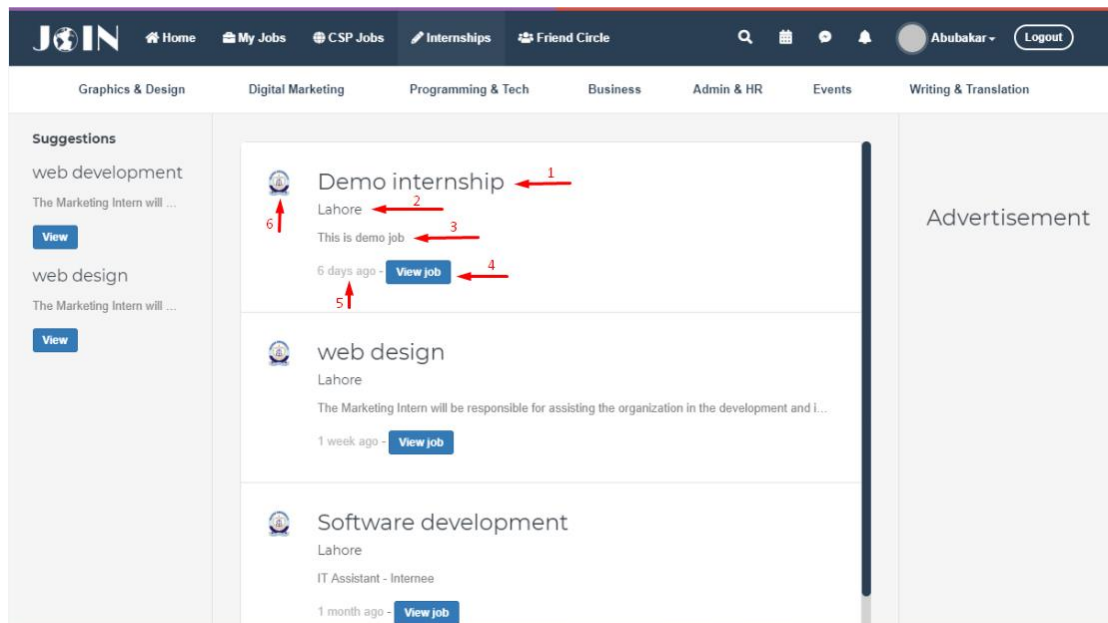 JOIN Home My Jobs CSP Jobs Internships Friend Circle Abubakar Logout
Graphics & Design Digital Marketing Programming & Tech Business Admin & HR Events Writing & Translation
Suggestions
web development
The Marketing Intern will ...
View
web design
The Marketing Intern will ...
View
Demo internship 1
Lahore 2
6
This is demo job 3
6 days ago - View job 4
5
web design
Lahore
The Marketing Intern will be responsible for assisting the organization in the development and i...
1 week ago - View job
Software development
Lahore
IT Assistant - Internee
1 month ago - View job
Advertisement